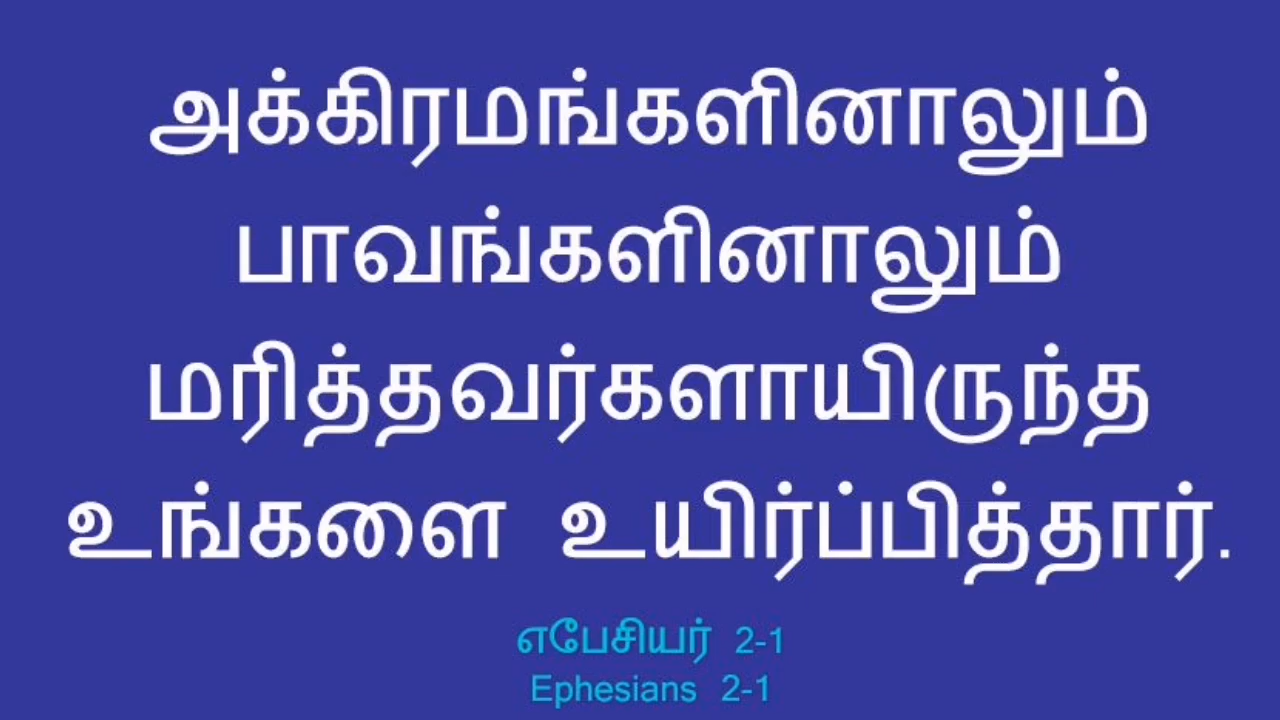 அக்கிரமங்களினாலும்
பாவங்களினாலும்
மரித்தவர்களாயிருந்த
உங்களை உயிர்ப்பித்தார்.
எபேசியர் 2-1
Ephesians 2-1